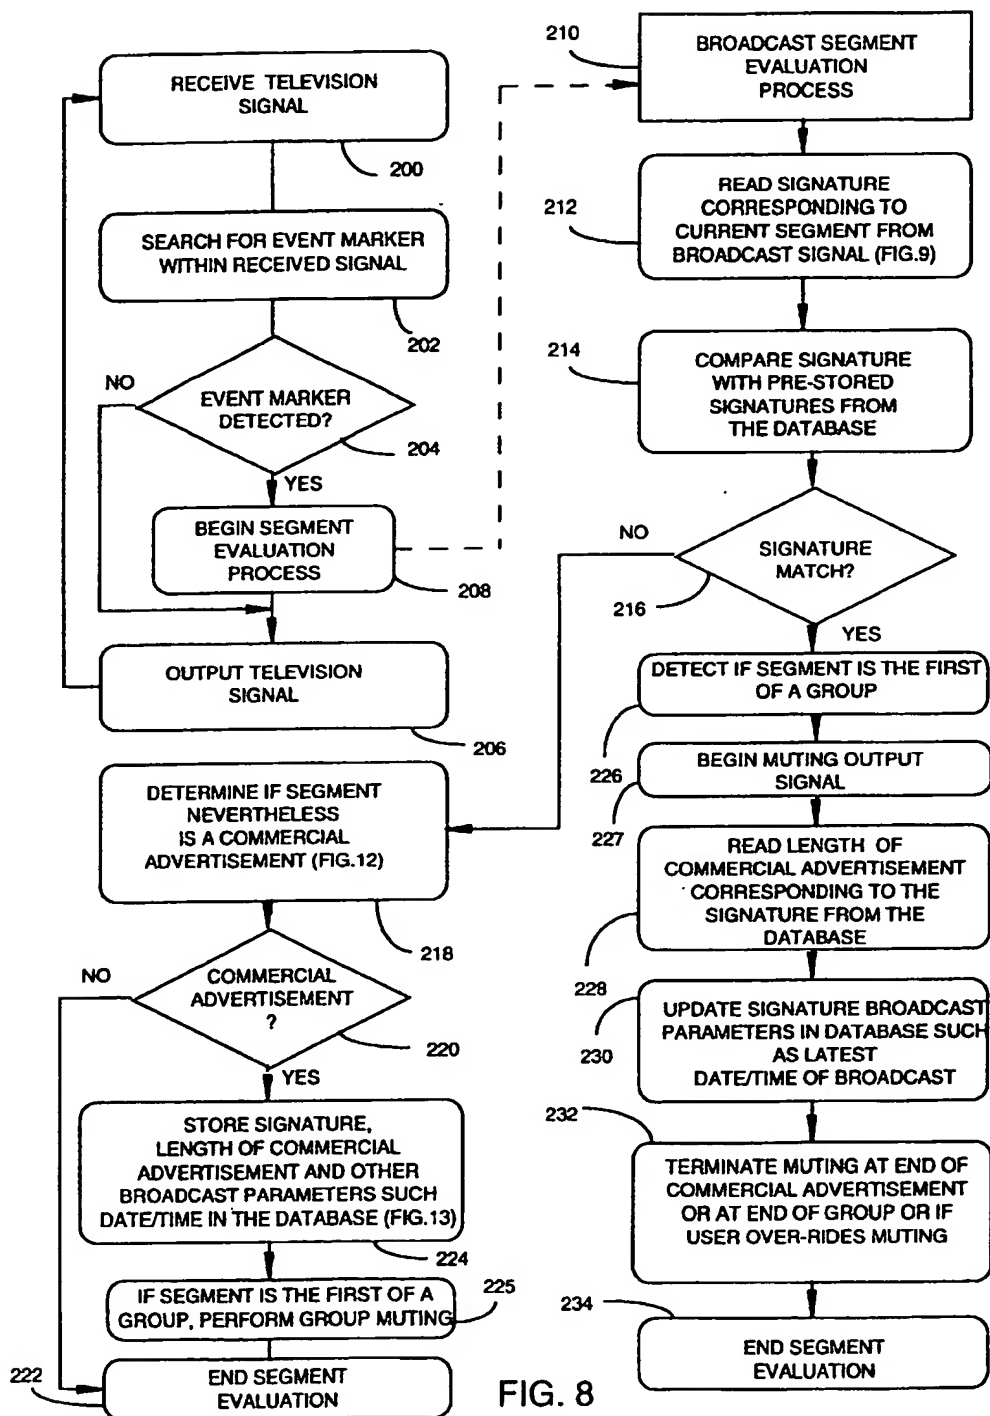 RECEIVE TELEVISION
SIGNAL
200
SEARCH FOR EVENT MARKER
WITHIN RECEIVED SIGNAL
202
NO
EVENT MARKER
DETECTED?
204
YES
BEGIN SEGMENT
EVALUATION
PROCESS
208
OUTPUT TELEVISION
SIGNAL
206
DETERMINE IF SEGMENT
NEVERTHELESS
IS A COMMERCIAL
ADVERTISEMENT (FIG.12)
218
NO
COMMERCIAL
ADVERTISEMENT
?
220
YES
STORE SIGNATURE,
LENGTH OF COMMERCIAL
ADVERTISEMENT AND OTHER
BROADCAST PARAMETERS SUCH
DATE/TIME IN THE DATABASE (FIG.13)
224
IF SEGMENT IS THE FIRST OF A
GROUP, PERFORM GROUP MUTING
225
222
END SEGMENT
EVALUATION
210
BROADCAST SEGMENT
EVALUATION
PROCESS
212
READ SIGNATURE
CORRESPONDING TO
CURRENT SEGMENT FROM
BROADCAST SIGNAL (FIG.9)
214
COMPARE SIGNATURE
WITH PRE-STORED
SIGNATURES FROM
THE DATABASE
NO
SIGNATURE
MATCH?
216
YES
DETECT IF SEGMENT IS THE FIRST
OF A GROUP
226
BEGIN MUTING OUTPUT
SIGNAL
227
READ LENGTH OF
COMMERCIAL ADVERTISEMENT
CORRESPONDING TO THE
SIGNATURE FROM THE
DATABASE
228
UPDATE SIGNATURE BROADCAST
PARAMETERS IN DATABASE SUCH
AS LATEST
DATE/TIME OF BROADCAST
230
232
TERMINATE MUTING AT END OF
COMMERCIAL ADVERTISEMENT
OR AT END OF GROUP OR IF
USER OVER-RIDES MUTING
234
END SEGMENT
EVALUATION
FIG. 8